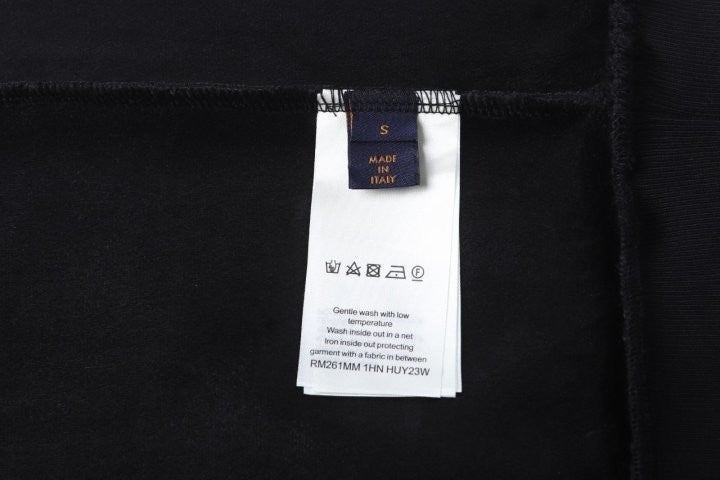 S
MADE
IN
ITALY
F
Gentle wash with low
temperature
Wash inside out in a net
Iron inside out protecting
garment with a fabric in between
RM261MM 1HN HUY23W